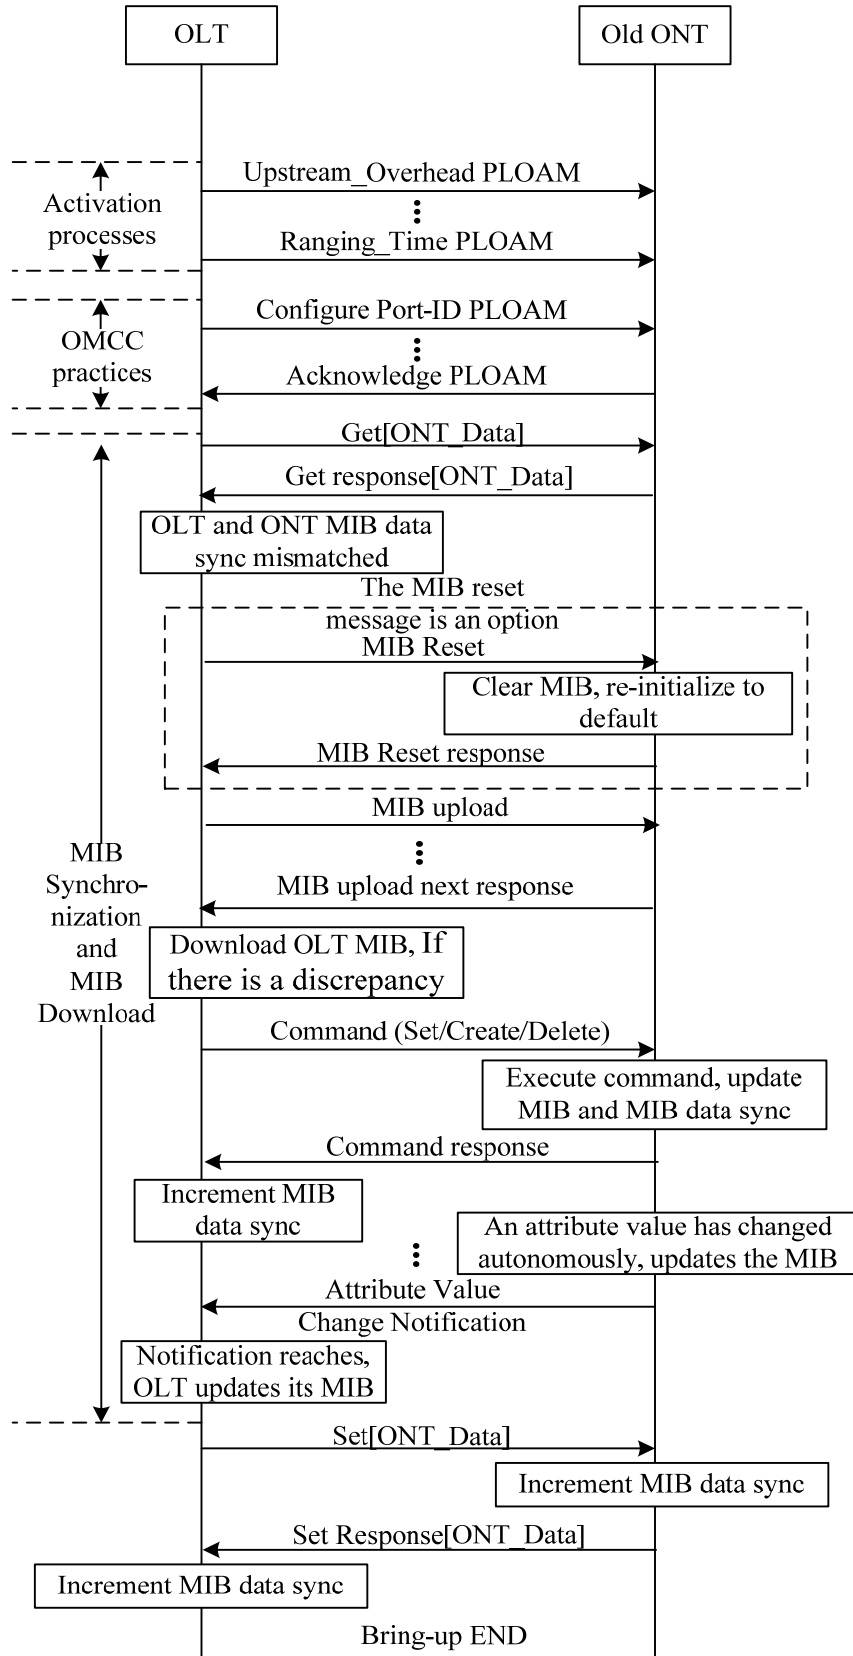 OLT
Old ONT
Upstream_Overhead PLOAM
Activation
processes
Ranging_Time PLOAM
Configure Port-ID PLOAM
OMCC
practices
Acknowledge PLOAM
Get[ONT_Data]
Get response[ONT_Data]
OLT and ONT MIB data
sync mismatched
The MIB reset
message is an option
MIB Reset
Clear MIB, re-initialize to
default
MIB Reset response
MIB upload
MIB
Synchro-
nization
and
MIB
Download
MIB upload next response
Download OLT MIB, If
there is a discrepancy
Command (Set/Create/Delete)
Execute command, update
MIB and MIB data sync
Command response
Increment MIB
data sync
An attribute value has changed
autonomously, updates the MIB
Attribute Value
Change Notification
Notification reaches,
OLT updates its MIB
Set[ONT_Data]
Increment MIB data sync
Set Response[ONT_Data]
Increment MIB data sync
Bring-up END